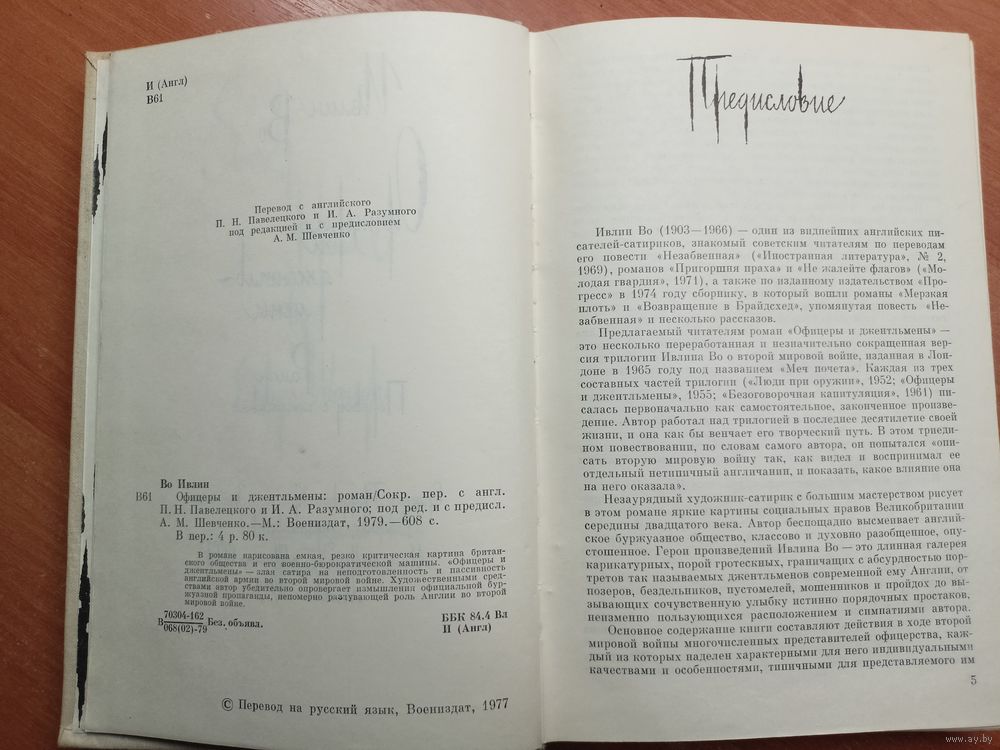 И (Англ)
В61
Перевод с английского
П. Н. Павелецкого и И. А. Разумного
под редакцией и с предисловием
А. М. Шевченко
Во Ивлин
В61 Офицеры и джентльмены: роман/Сокр. пер. с англ.
П. Н. Павелецкого и И. А. Разумного; под ред. и с предисл.
А. М. Шевченко.—М.: Воениздат, 1979.—608 с.
В пер.: 4 р. 80 к.
В романе нарисована емкая, резко критическая картина британ-
ского общества и его военно-бюрократической машины. «Офицеры и
джентльмены» — злая сатира на неподготовленность и пассивность
английской армии во второй мировой войне. Художественными сред-
ствами автор убедительно опровергает измышления официальной бур-
жуазной пропаганды, непомерно раздувающей роль Англии во второй
мировой войне.
В 70304-162
068(02)-79 Без. объявл.
ББК 84.4 Вл
И (Англ)
© Перевод на русский язык, Воениздат, 1977
Предисловие
Ивлин Во (1903—1966) — один из виднейших английских пи-
сателей-сатириков, знакомый советским читателям по переводам
его повести «Незабвенная» («Иностранная литература», № 2,
1969), романов «Пригоршня праха» и «Не жалейте флагов» («Мо-
лодая гвардия», 1971), а также по изданному издательством «Про-
гресс» в 1974 году сборнику, в который вошли романы «Мерзкая
плоть» и «Возвращение в Брайдсхед», упомянутая повесть «Не-
забвенная» и несколько рассказов.
Предлагаемый читателям роман «Офицеры и джентльмены» —
это несколько переработанная и незначительно сокращенная вер-
сия трилогии Ивлина Во о второй мировой войне, изданная в Лон-
доне в 1965 году под названием «Меч почета». Каждая из трех
составных частей трилогии («Люди при оружии», 1952; «Офицеры
и джентльмены», 1955; «Безоговорочная капитуляция», 1961) пи-
салась первоначально как самостоятельное, законченное произве-
дение. Автор работал над трилогией в последнее десятилетие своей
жизни, и она как бы венчает его творческий путь. В этом триеди-
ном повествовании, по словам самого автора, он попытался «опи-
сать вторую мировую войну так, как видел и воспринимал ее
отдельный нетипичный англичанин, и показать, какое влияние она
на него оказала».
Незаурядный художник-сатирик с большим мастерством рисует
в этом романе яркие картины социальных нравов Великобритании
середины двадцатого века. Автор беспощадно высмеивает англий-
ское буржуазное общество, классово и духовно разобщенное, опу-
стошенное. Герои произведений Ивлина Во — это длинная галерея
карикатурных, порой гротескных, граничащих с абсурдностью пор-
третов так называемых джентльменов современной ему Англии, от
позеров, бездельников, пустомелей, мошенников и пройдох до вы-
зывающих сочувственную улыбку истинно порядочных простаков,
неизменно пользующихся расположением и симпатиями автора.
Основное содержание книги составляют действия в ходе второй
мировой войны многочисленных представителей офицерства, каж-
дый из которых наделен характерными для него индивидуальными
качествами и особенностями, типичными для представляемого им
5
www.ay.by